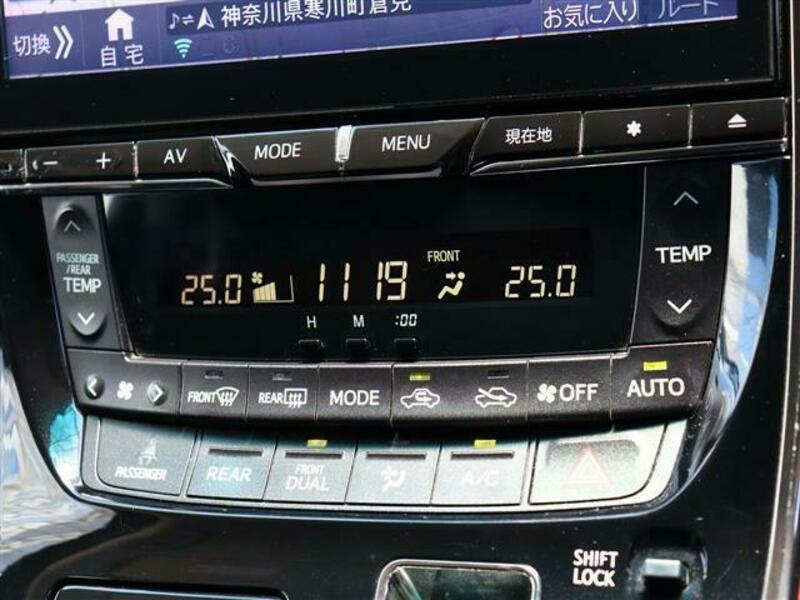 切換 自宅 神奈川県寒川町倉見 お気に入り ルート
- + AV MODE MENU 現在地 *
PASSENGER
/REAR
TEMP
TEMP
FRONT
25.0 11 19 25.0
H M :00
FRONT REAR MODE OFF AUTO
PASSENGER REAR FRONT DUAL A/C
SHIFT
LOCK